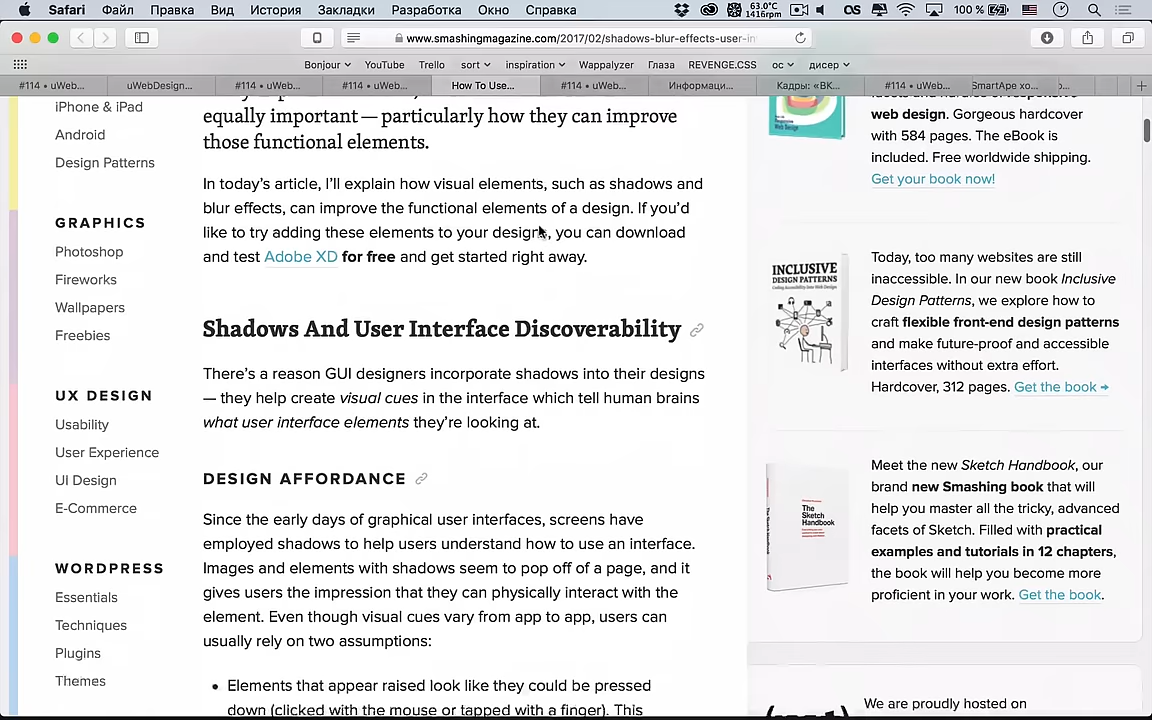 Safari Файл Правка Вид История Закладки Разработка Окно Справка
63.0°C
1416rpm
100 %
www.smashingmagazine.com/2017/02/shadows-blur-effects-user-in
Bonjour YouTube Trello sort inspiration Wappalyzer Глаза REVENGE.CSS ос дисер
#114 • uWeb... uWebDesign... #114 • uWeb... #114 • uWeb... How To Use... #114 • uWeb... Информаци... Кадры: «ВК... #114 • uWeb... SmartApe хо...
iPhone & iPad
Android
Design Patterns
GRAPHICS
Photoshop
Fireworks
Wallpapers
Freebies
UX DESIGN
Usability
User Experience
UI Design
E-Commerce
WORDPRESS
Essentials
Techniques
Plugins
Themes
equally important — particularly how they can improve
those functional elements.
In today's article, I'll explain how visual elements, such as shadows and
blur effects, can improve the functional elements of a design. If you'd
like to try adding these elements to your designs, you can download
and test Adobe XD for free and get started right away.
Shadows And User Interface Discoverability
There's a reason GUI designers incorporate shadows into their designs
— they help create visual cues in the interface which tell human brains
what user interface elements they're looking at.
DESIGN AFFORDANCE
Since the early days of graphical user interfaces, screens have
employed shadows to help users understand how to use an interface.
Images and elements with shadows seem to pop off of a page, and it
gives users the impression that they can physically interact with the
element. Even though visual cues vary from app to app, users can
usually rely on two assumptions:
• Elements that appear raised look like they could be pressed
down (clicked with the mouse or tapped with a finger). This
web design. Gorgeous hardcover
with 584 pages. The eBook is
included. Free worldwide shipping.
Get your book now!
INCLUSIVE
DESIGN PATTERNS
Today, too many websites are still
inaccessible. In our new book Inclusive
Design Patterns, we explore how to
craft flexible front-end design patterns
and make future-proof and accessible
interfaces without extra effort.
Hardcover, 312 pages. Get the book →
The
Sketch
Handbook
Meet the new Sketch Handbook, our
brand new Smashing book that will
help you master all the tricky, advanced
facets of Sketch. Filled with practical
examples and tutorials in 12 chapters,
the book will help you become more
proficient in your work. Get the book.
We are proudly hosted on